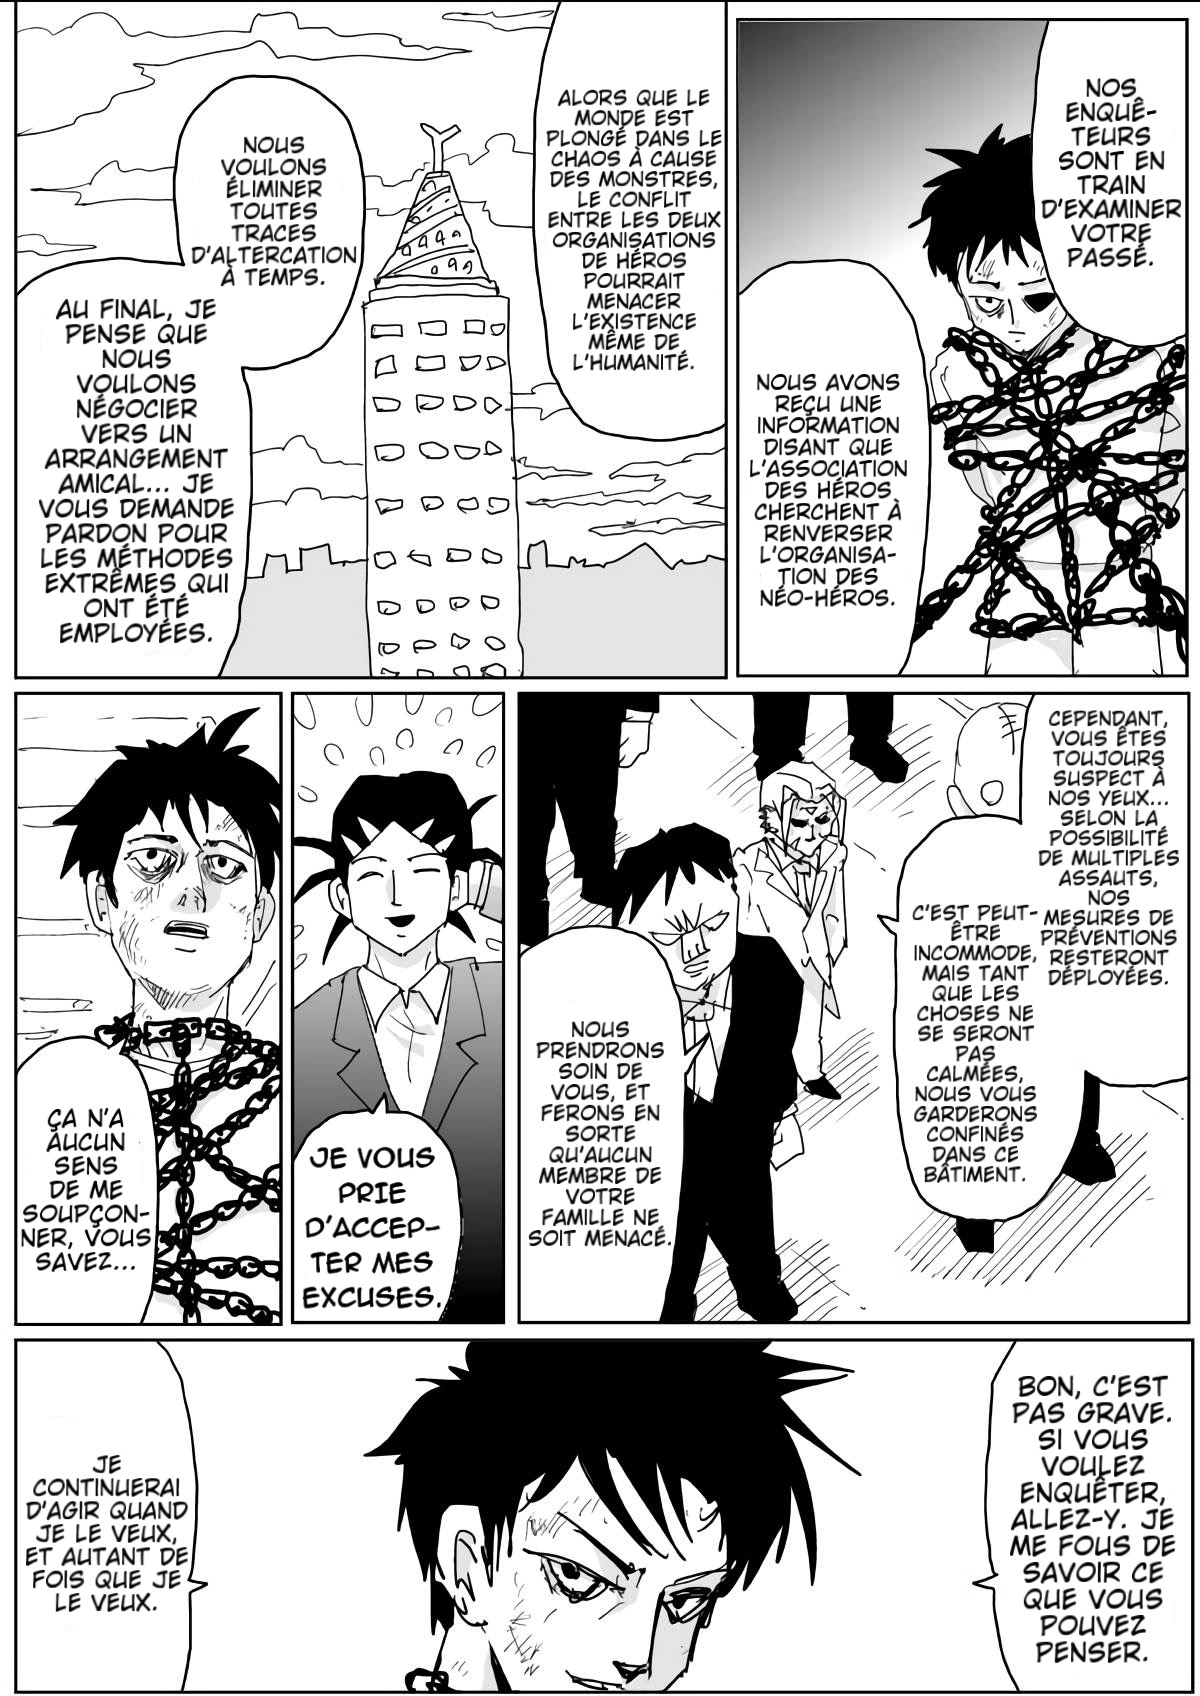 NOS
ENQUÊ-
TEURS
SONT EN
TRAIN
D'EXAMINER
VOTRE
PASSÉ.
NOUS AVONS
REÇU UNE
INFORMATION
DISANT QUE
L'ASSOCIATION
DES HÉROS
CHERCHENT À
RENVERSER
L'ORGANISA-
TION DES
NÉO-HÉROS.
ALORS QUE LE
MONDE EST
PLONGÉ DANS LE
CHAOS À CAUSE
DES MONSTRES,
LE CONFLIT
ENTRE LES DEUX
ORGANISATIONS
DE HÉROS
POURRAIT
MENACER
L'EXISTENCE
MÊME DE
L'HUMANITÉ.
NOUS
VOULONS
ÉLIMINER
TOUTES
TRACES
D'ALTERCATION
À TEMPS.
AU FINAL, JE
PENSE QUE
NOUS
VOULONS
NÉGOCIER
VERS UN
ARRANGEMENT
AMICAL... JE
VOUS DEMANDE
PARDON POUR
LES MÉTHODES
EXTRÊMES QUI
ONT ÉTÉ
EMPLOYÉES.
CEPENDANT,
VOUS ÊTES
TOUJOURS
SUSPECT À
NOS YEUX...
SELON LA
POSSIBILITÉ
DE MULTIPLES
ASSAUTS,
NOS
MESURES DE
PRÉVENTIONS
RESTERONT
DÉPLOYÉES.
C'EST PEUT-
ÊTRE
INCOMMODE,
MAIS TANT
QUE LES
CHOSES NE
SE SERONT
PAS
CALMÉES,
NOUS VOUS
GARDERONS
CONFINÉS
DANS CE
BÂTIMENT.
NOUS
PRENDRONS
SOIN DE
VOUS, ET
FERONS EN
SORTE
QU'AUCUN
MEMBRE DE
VOTRE
FAMILLE NE
SOIT MENACÉ.
JE VOUS
PRIE
D'ACCEP-
TER MES
EXCUSES.
ÇA N'A
AUCUN
SENS
DE ME
SOUPÇON-
NER, VOUS
SAVEZ...
BON, C'EST
PAS GRAVE.
SI VOUS
VOULEZ
ENQUÊTER,
ALLEZ-Y. JE
ME FOUS DE
SAVOIR CE
QUE VOUS
POUVEZ
PENSER.
JE
CONTINUERAI
D'AGIR QUAND
JE LE VEUX,
ET AUTANT DE
FOIS QUE JE
LE VEUX.